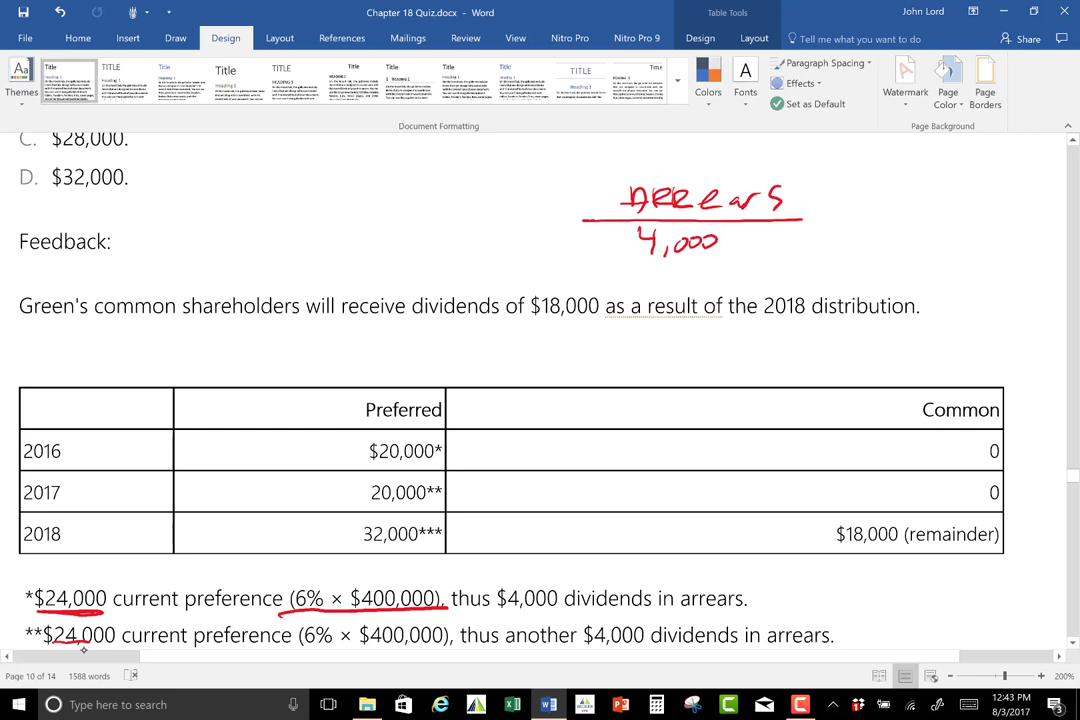 Chapter 18 Quiz.docx - Word
Table Tools
John Lord
File Home Insert Draw Design Layout References Mailings Review View Nitro Pro Nitro Pro 9 Design Layout Tell me what you want to do Share
Themes
Colors
Fonts
Paragraph Spacing
Effects
Set as Default
Watermark
Page Color
Page Borders
Document Formatting
Page Background
C. $28,000.
D. $32,000.
ARRears
4,000
Feedback:
Green's common shareholders will receive dividends of $18,000 as a result of the 2018 distribution.
Preferred Common
2016 $20,000* 0
2017 20,000** 0
2018 32,000*** $18,000 (remainder)
*$24,000 current preference (6% × $400,000), thus $4,000 dividends in arrears.
**$24,000 current preference (6% × $400,000), thus another $4,000 dividends in arrears.
Page 10 of 14 1588 words 200%
Type here to search
12:43 PM
8/3/2017